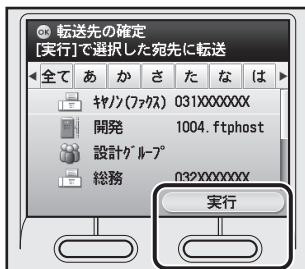 OK 転送先の確定
[実行]で選択した宛先に転送
全て あ か さ た な は
ｷﾔﾉﾝ(ﾌｧｸｽ) 031XXXXXXX
開発 1004. ftphost
設計ｸﾞﾙｰﾌﾟ
総務 032XXXXXXX
実行